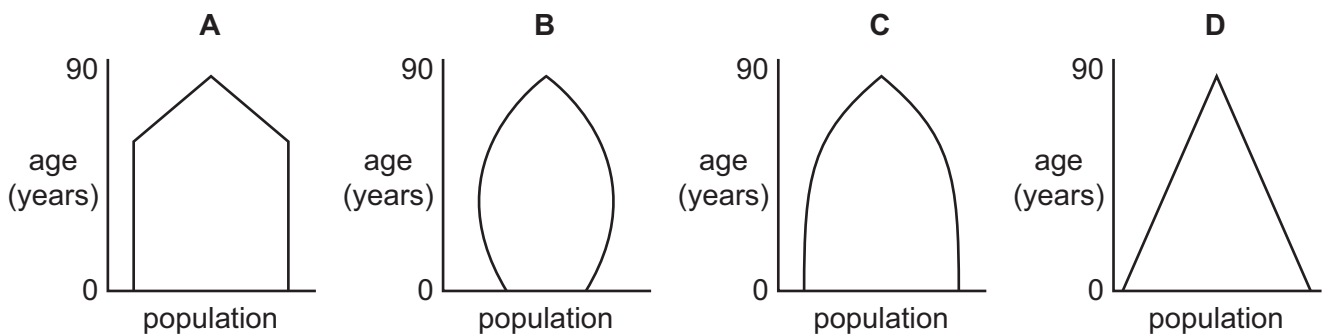 A B C D
90 90 90 90
age age age age
(years) (years) (years) (years)
0 0 0 0
population population population population